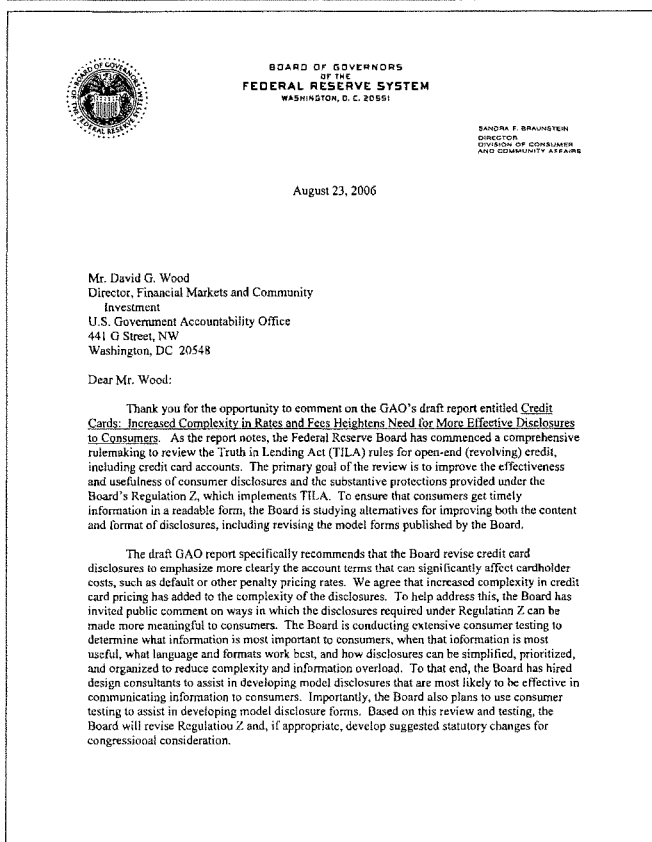 BOARD OF GOVERNORS
OF THE
FEDERAL RESERVE SYSTEM
WASHINGTON, D. C. 20551
SANDRA F. BRAUNSTEIN
DIRECTOR
DIVISION OF CONSUMER
AND COMMUNITY AFFAIRS
August 23, 2006
Mr. David G. Wood
Director, Financial Markets and Community
Investment
U.S. Government Accountability Office
441 G Street, NW
Washington, DC 20548
Dear Mr. Wood:
Thank you for the opportunity to comment on the GAO's draft report entitled Credit
Cards: Increased Complexity in Rates and Fees Heightens Need for More Effective Disclosures
to Consumers. As the report notes, the Federal Reserve Board has commenced a comprehensive
rulemaking to review the Truth in Lending Act (TILA) rules for open-end (revolving) credit,
including credit card accounts. The primary goal of the review is to improve the effectiveness
and usefulness of consumer disclosures and the substantive protections provided under the
Board's Regulation Z, which implements TILA. To ensure that consumers get timely
information in a readable form, the Board is studying alternatives for improving both the content
and format of disclosures, including revising the model forms published by the Board.
The draft GAO report specifically recommends that the Board revise credit card
disclosures to emphasize more clearly the account terms that can significantly affect cardholder
costs, such as default or other penalty pricing rates. We agree that increased complexity in credit
card pricing has added to the complexity of the disclosures. To help address this, the Board has
invited public comment on ways in which the disclosures required under Regulation Z can be
made more meaningful to consumers. The Board is conducting extensive consumer testing to
determine what information is most important to consumers, when that information is most
useful, what language and formats work best, and how disclosures can be simplified, prioritized,
and organized to reduce complexity and information overload. To that end, the Board has hired
design consultants to assist in developing model disclosures that are most likely to be effective in
communicating information to consumers. Importantly, the Board also plans to use consumer
testing to assist in developing model disclosure forms. Based on this review and testing, the
Board will revise Regulation Z and, if appropriate, develop suggested statutory changes for
congressional consideration.